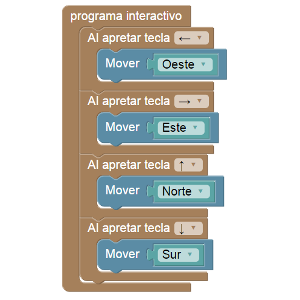 programa interactivo
Al apretar tecla ←
Mover Oeste
Al apretar tecla →
Mover Este
Al apretar tecla ↑
Mover Norte
Al apretar tecla ↓
Mover Sur